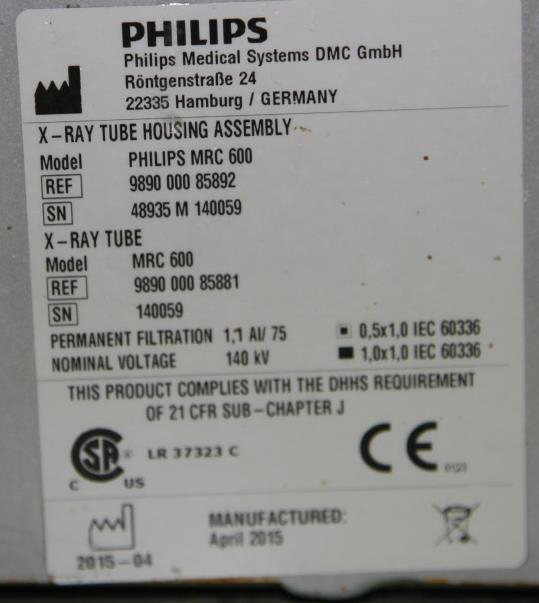 PHILIPS
Philips Medical Systems DMC GmbH
Röntgenstraße 24
22335 Hamburg / GERMANY
X-RAY TUBE HOUSING ASSEMBLY
Model PHILIPS MRC 600
REF 9890 000 85892
SN 48935 M 140059
X-RAY TUBE
Model MRC 600
REF 9890 000 85881
SN 140059
PERMANENT FILTRATION 1,1 Al/ 75 0,5x1,0 IEC 60336
NOMINAL VOLTAGE 140 kV 1,0x1,0 IEC 60336
THIS PRODUCT COMPLIES WITH THE DHHS REQUIREMENT
OF 21 CFR SUB-CHAPTER J
CSA ® LR 37323 C CE 0123
C US
MANUFACTURED:
April 2015
2015-04